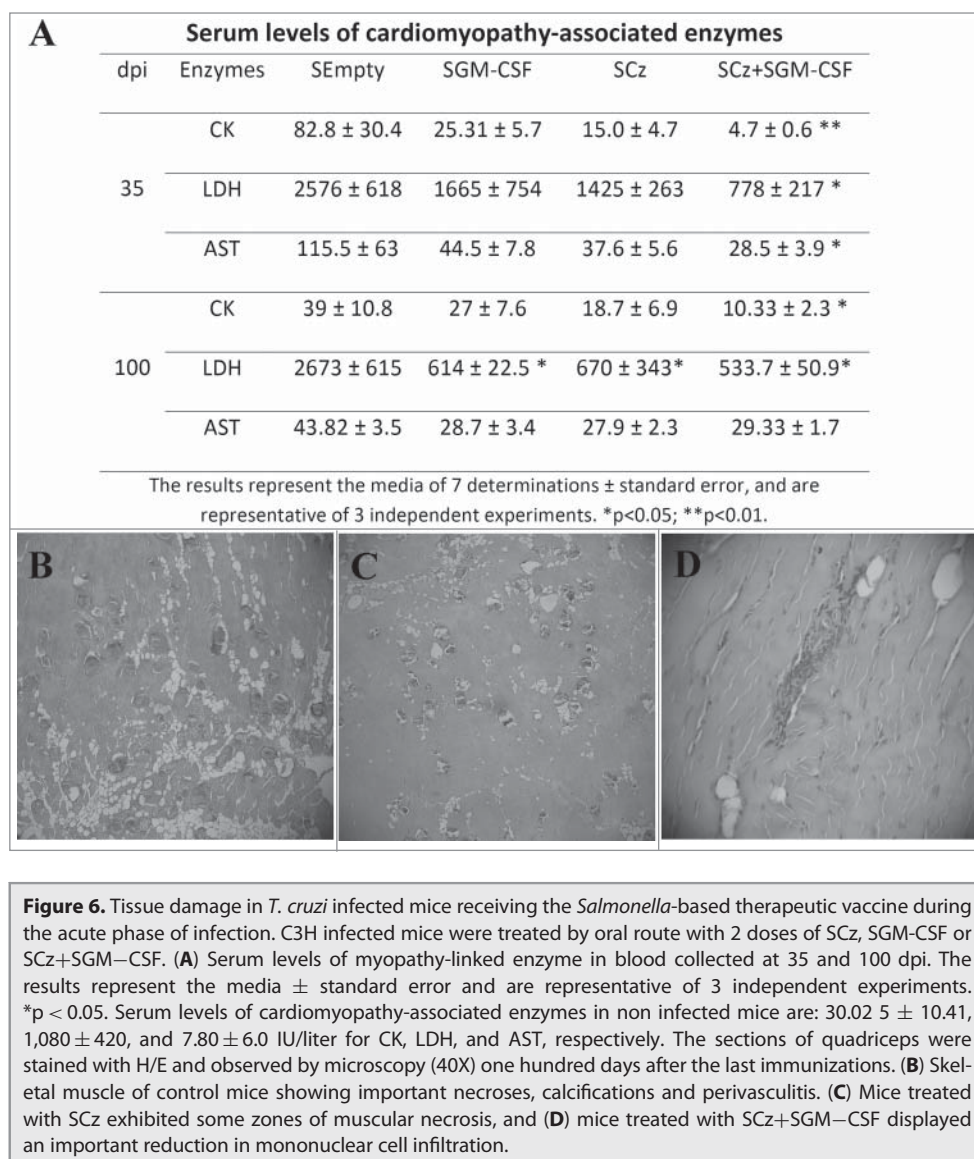 A
Serum levels of cardiomyopathy-associated enzymes
dpi Enzymes SEmpty SGM-CSF SCz SCz+SGM-CSF
CK 82.8 ± 30.4 25.31 ± 5.7 15.0 ± 4.7 4.7 ± 0.6 **
35 LDH 2576 ± 618 1665 ± 754 1425 ± 263 778 ± 217 *
AST 115.5 ± 63 44.5 ± 7.8 37.6 ± 5.6 28.5 ± 3.9 *
CK 39 ± 10.8 27 ± 7.6 18.7 ± 6.9 10.33 ± 2.3 *
100 LDH 2673 ± 615 614 ± 22.5 * 670 ± 343* 533.7 ± 50.9*
AST 43.82 ± 3.5 28.7 ± 3.4 27.9 ± 2.3 29.33 ± 1.7
The results represent the media of 7 determinations ± standard error, and are
representative of 3 independent experiments. *p<0.05; **p<0.01.
B
C
D
Figure 6. Tissue damage in T. cruzi infected mice receiving the Salmonella-based therapeutic vaccine during
the acute phase of infection. C3H infected mice were treated by oral route with 2 doses of SCz, SGM-CSF or
SCz+SGM−CSF. (A) Serum levels of myopathy-linked enzyme in blood collected at 35 and 100 dpi. The
results represent the media ± standard error and are representative of 3 independent experiments.
*p < 0.05. Serum levels of cardiomyopathy-associated enzymes in non infected mice are: 30.02 5 ± 10.41,
1,080 ± 420, and 7.80 ± 6.0 IU/liter for CK, LDH, and AST, respectively. The sections of quadriceps were
stained with H/E and observed by microscopy (40X) one hundred days after the last immunizations. (B) Skel-
etal muscle of control mice showing important necroses, calcifications and perivasculitis. (C) Mice treated
with SCz exhibited some zones of muscular necrosis, and (D) mice treated with SCz+SGM−CSF displayed
an important reduction in mononuclear cell infiltration.